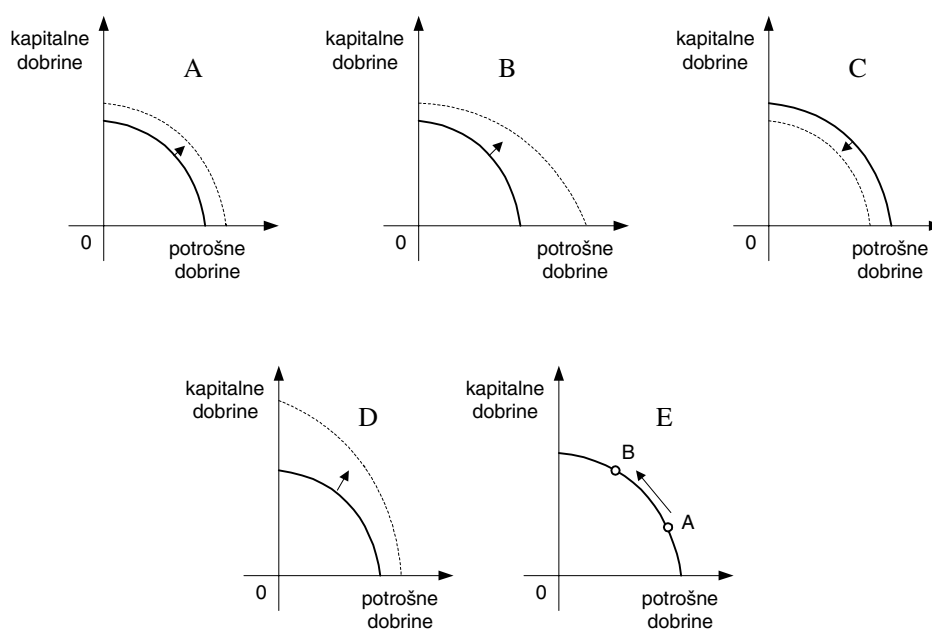 kapitalne
dobrine
A
0
potrošne
dobrine
kapitalne
dobrine
B
0
potrošne
dobrine
kapitalne
dobrine
C
0
potrošne
dobrine
kapitalne
dobrine
D
0
potrošne
dobrine
kapitalne
dobrine
E
B
A
0
potrošne
dobrine